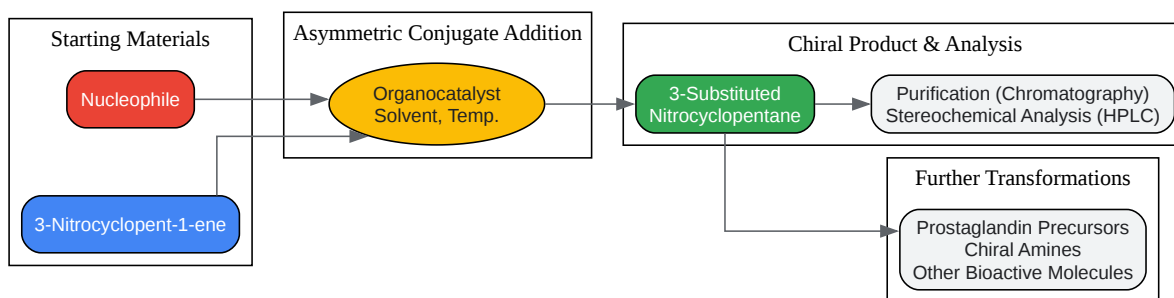 Starting Materials
Nucleophile
3-Nitrocyclopent-1-ene
Asymmetric Conjugate Addition
Organocatalyst
Solvent, Temp.
Chiral Product & Analysis
3-Substituted
Nitrocyclopentane
Purification (Chromatography)
Stereochemical Analysis (HPLC)
Further Transformations
Prostaglandin Precursors
Chiral Amines
Other Bioactive Molecules